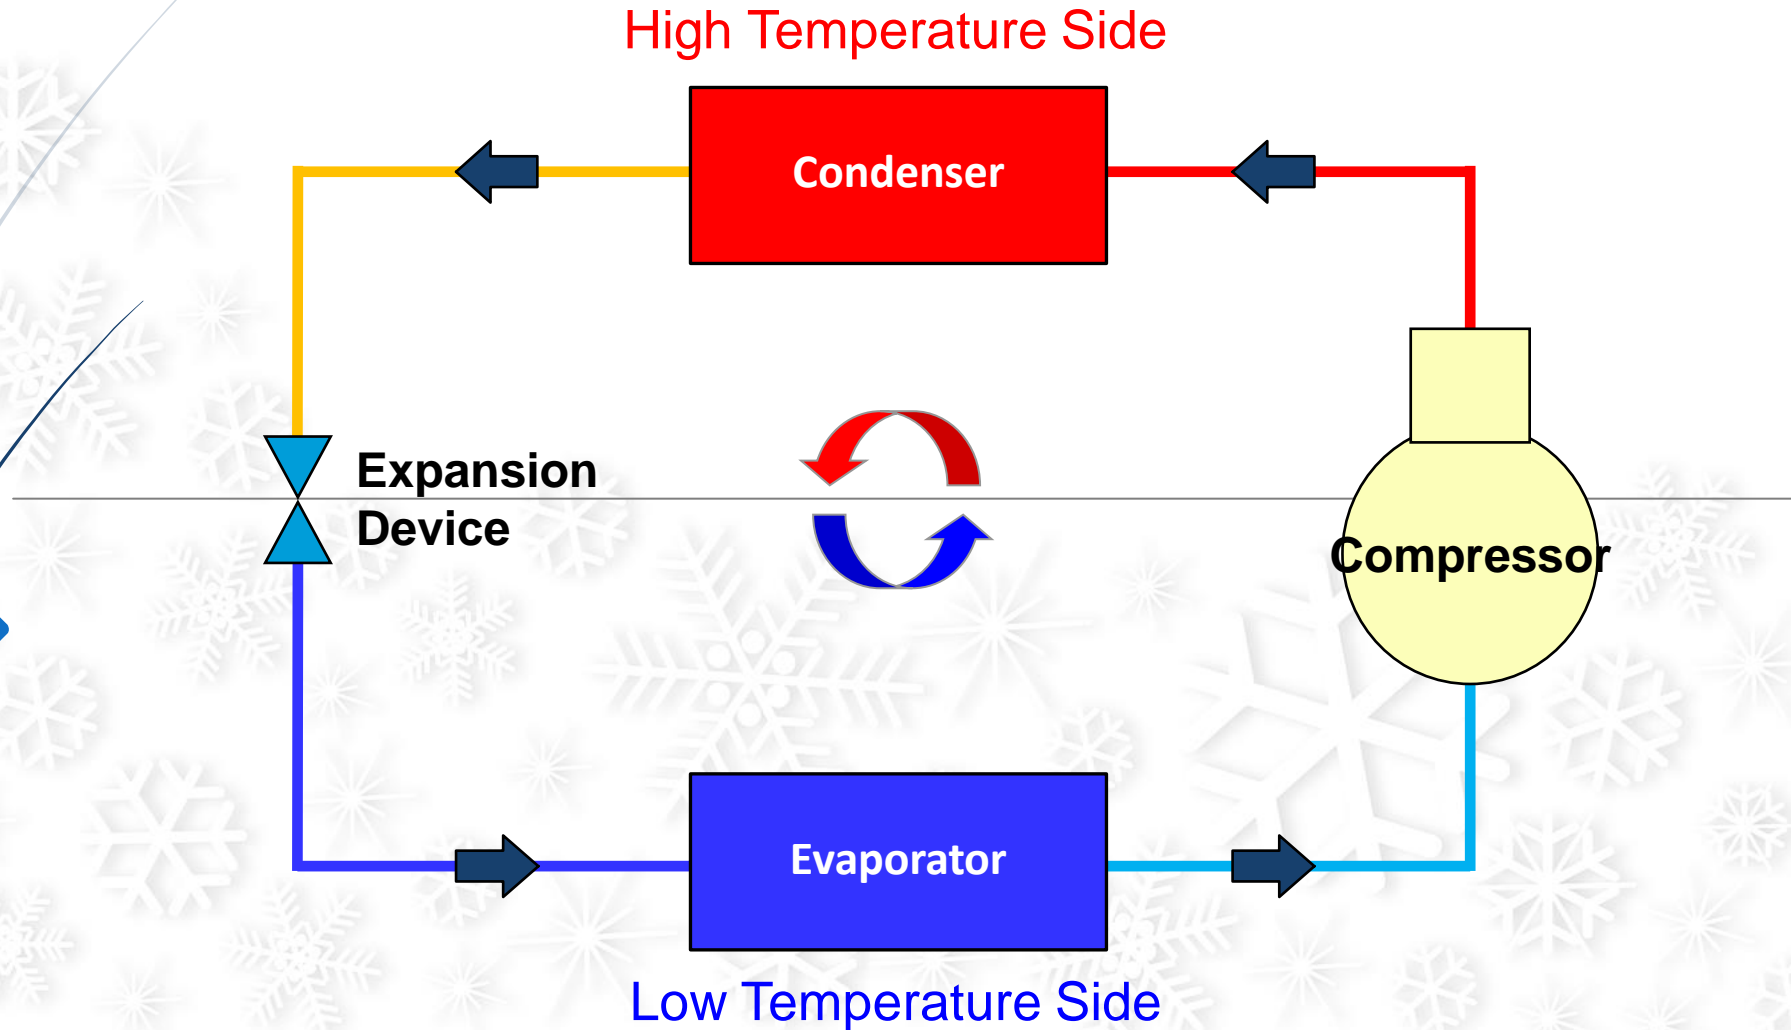 High Temperature Side
Condenser
Expansion
Device
Compressor
Evaporator
Low Temperature Side